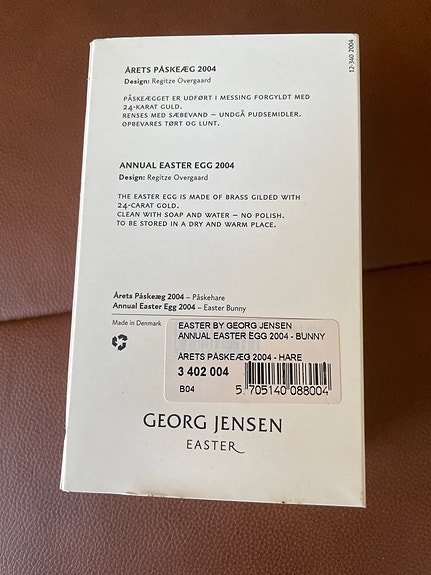 12-340 2004
ÅRETS PÅSKEÆG 2004
Design: Regitze Overgaard
PÅSKEÆGGET ER UDFØRT I MESSING FORGYLDT MED
24-KARAT GULD.
RENSES MED SÆBEVAND – UNDGÅ PUDSEMIDLER.
OPBEVARES TØRT OG LUNT.
ANNUAL EASTER EGG 2004
Design: Regitze Overgaard
THE EASTER EGG IS MADE OF BRASS GILDED WITH
24-CARAT GOLD.
CLEAN WITH SOAP AND WATER – NO POLISH.
TO BE STORED IN A DRY AND WARM PLACE.
Årets Påskeæg 2004 – Påskehare
Annual Easter Egg 2004 – Easter Bunny
Made in Denmark
EASTER BY GEORG JENSEN
ANNUAL EASTER EGG 2004 - BUNNY
ÅRETS PÅSKEÆG 2004 - HARE
3 402 004
B04
5 705140 088004
GEORG JENSEN
EASTER